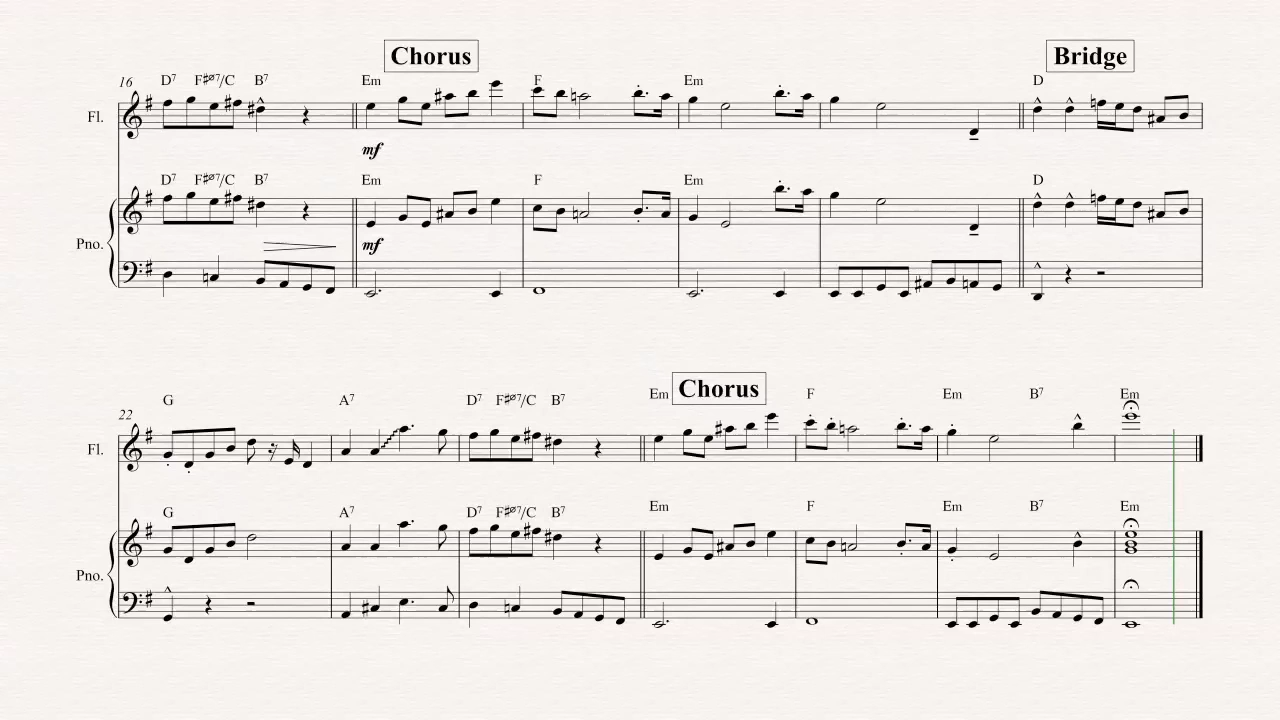 Chorus
Bridge
16
D7 F#ø7/C B7 Em F Em D
Fl.
mf
D7 F#ø7/C B7 Em F Em D
mf
Pno.
Chorus
22
G A7 D7 F#ø7/C B7 Em F Em B7 Em
Fl.
G A7 D7 F#ø7/C B7 Em F Em B7 Em
Pno.